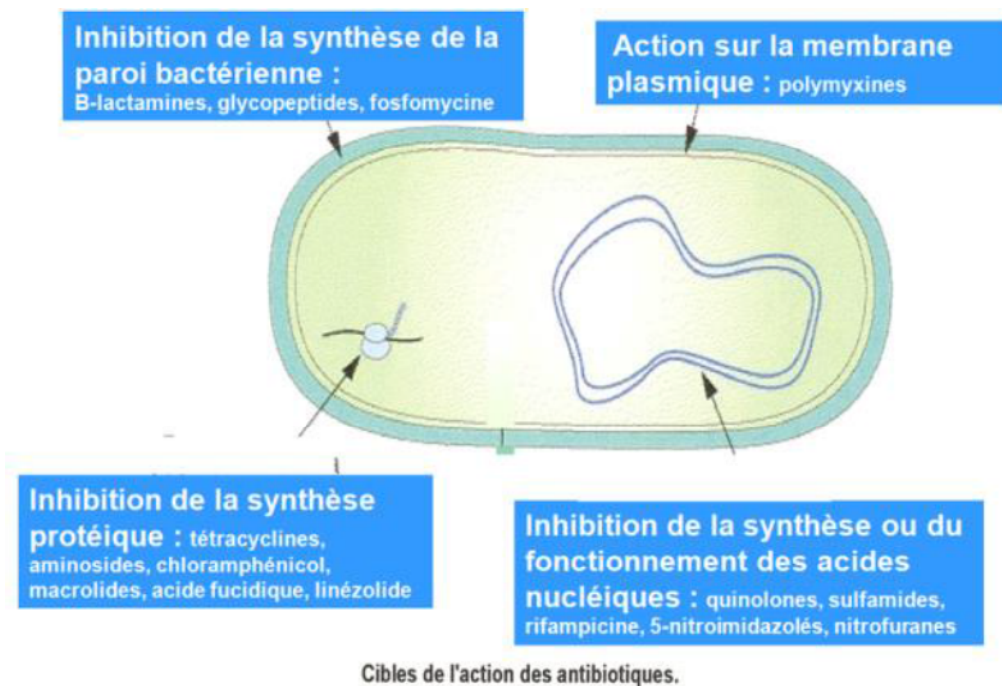 Inhibition de la synthèse de la
paroi bactérienne :
B-lactamines, glycopeptides, fosfomycine
Action sur la membrane
plasmique : polymyxines
Inhibition de la synthèse
protéique : tétracyclines,
aminosides, chloramphénicol,
macrolides, acide fucidique, linézolide
Inhibition de la synthèse ou du
fonctionnement des acides
nucléiques : quinolones, sulfamides,
rifampicine, 5-nitroimidazolés, nitrofuranes
Cibles de l'action des antibiotiques.